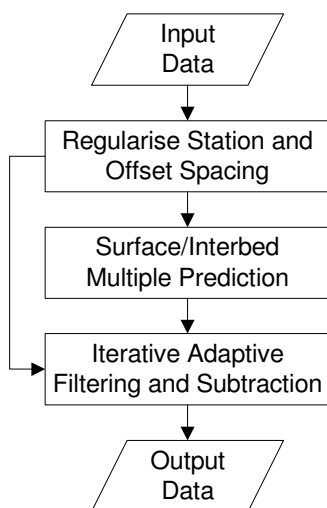 Input
Data
Regularise Station and
Offset Spacing
Surface/Interbed
Multiple Prediction
Iterative Adaptive
Filtering and Subtraction
Output
Data